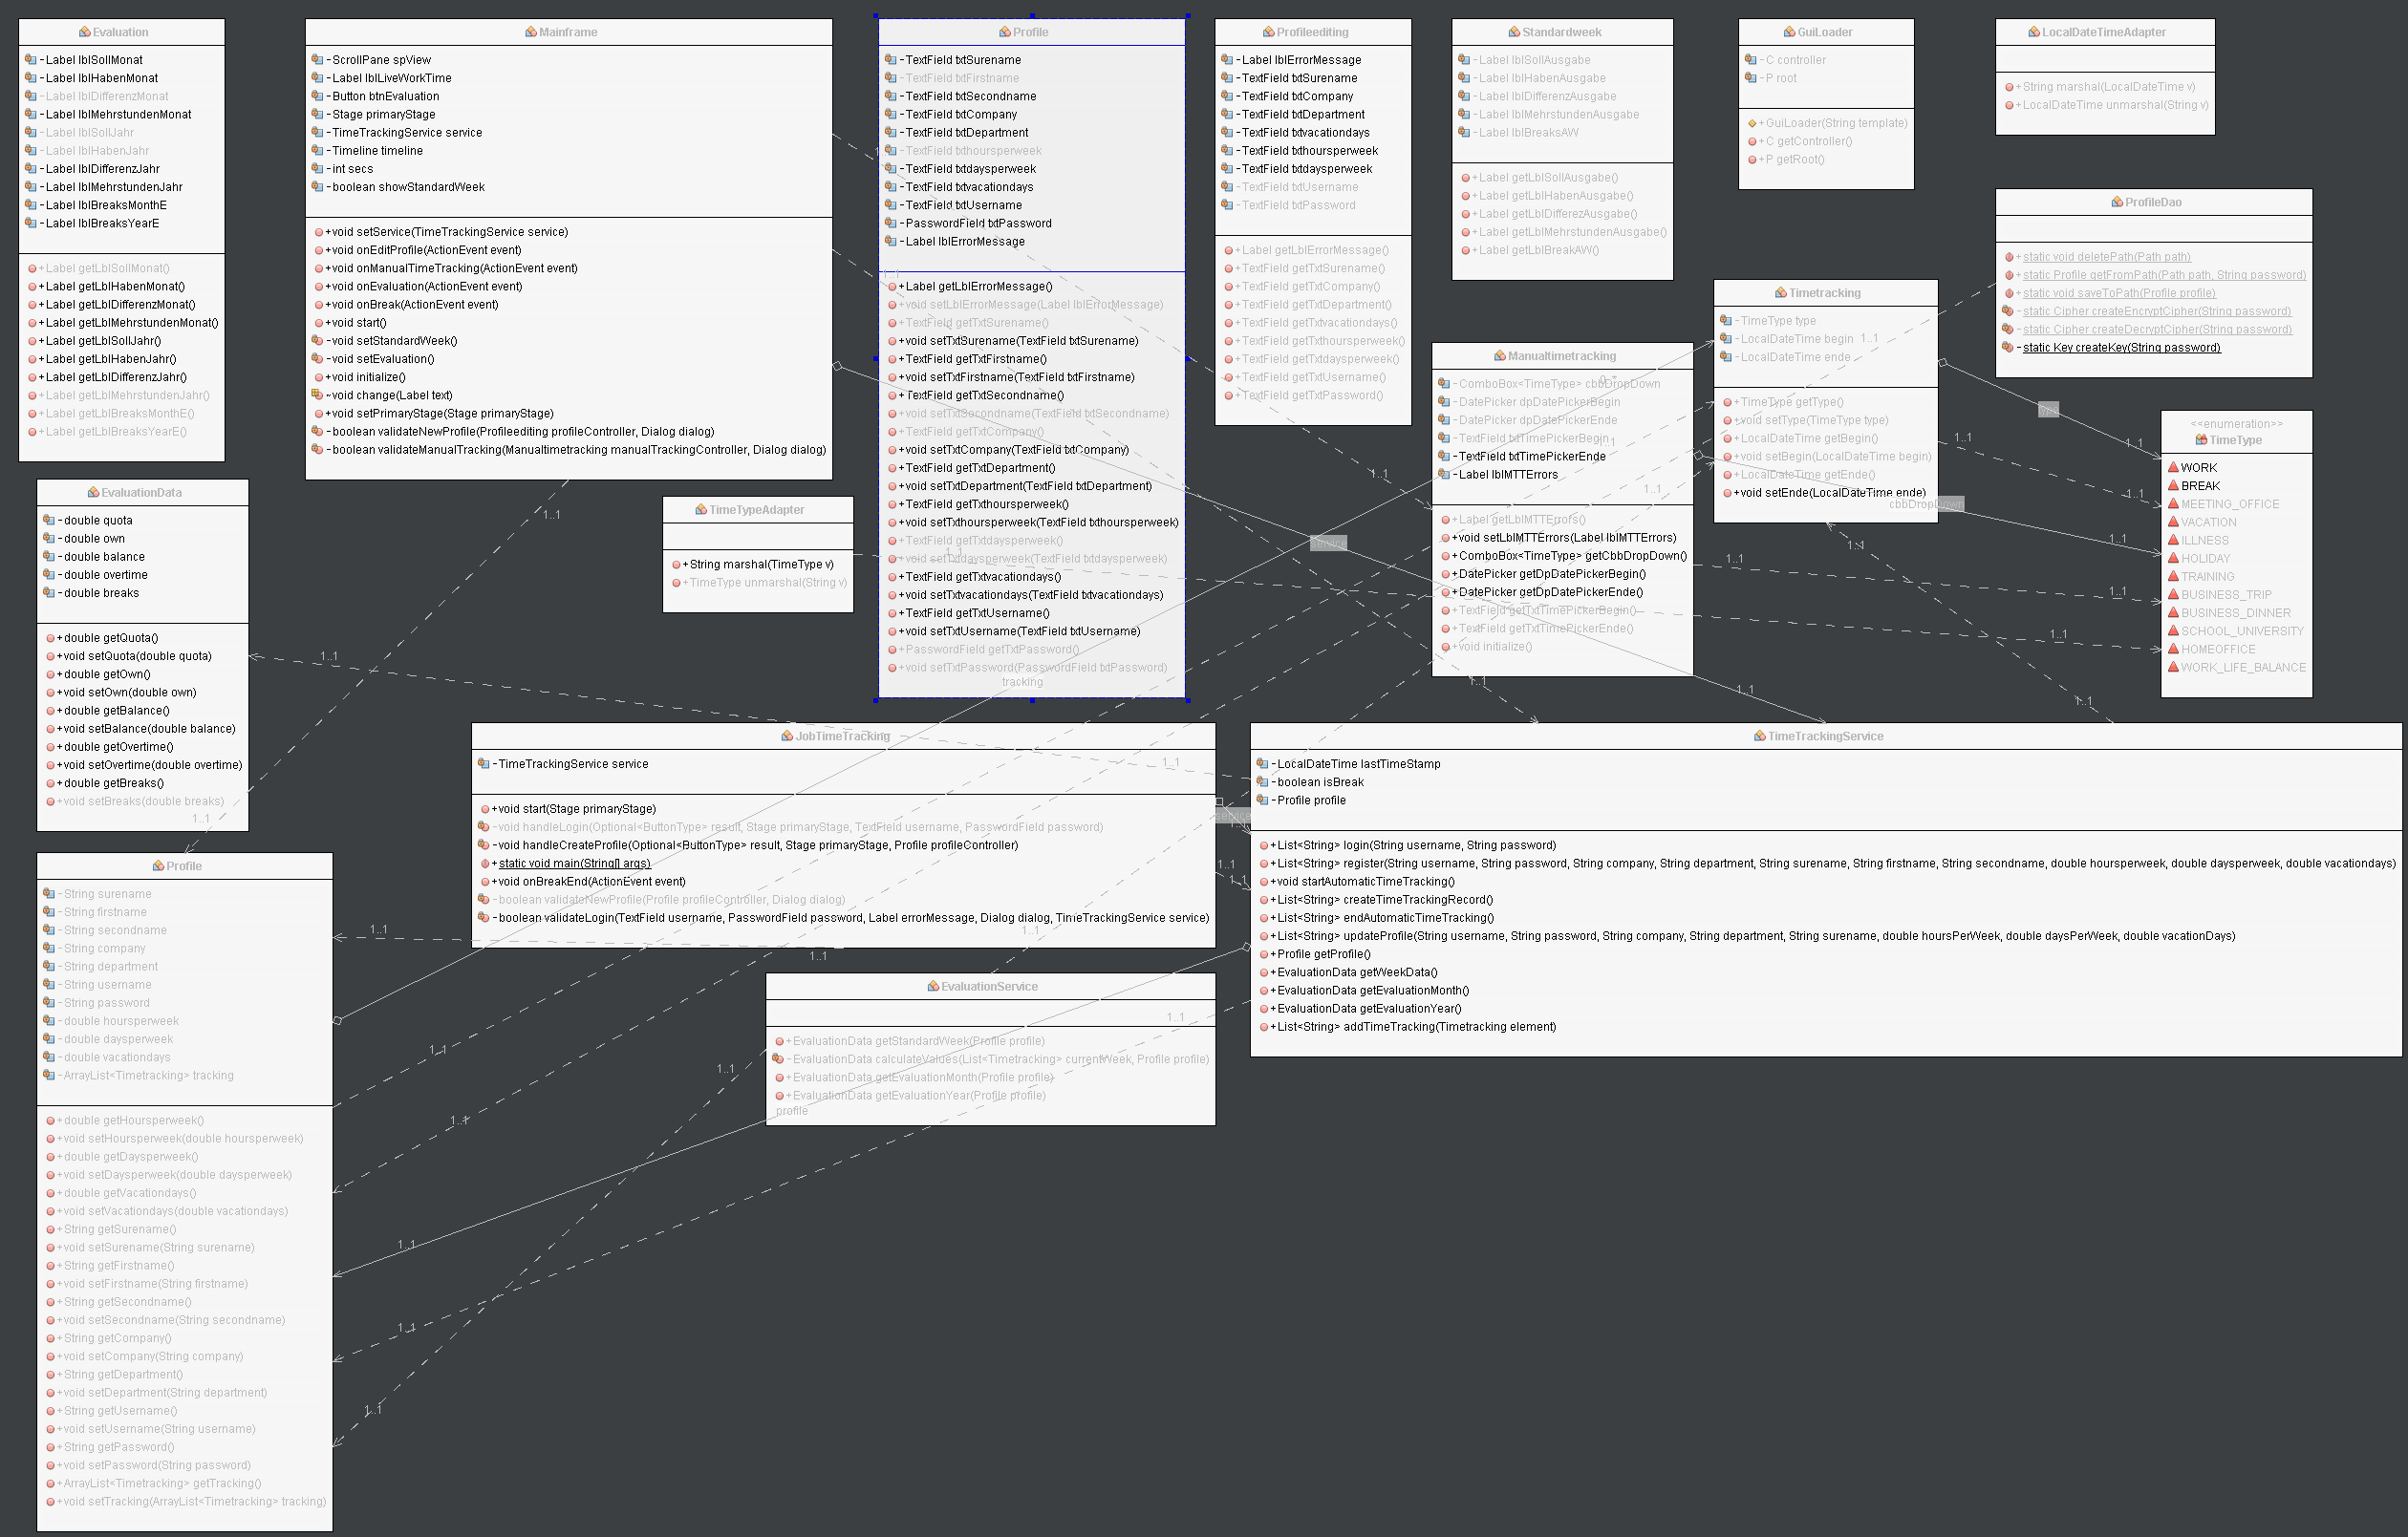 Evaluation
-Label lblSollMonat
-Label lblHabenMonat
-Label lblDifferenzMonat
-Label lblMehrstundenMonat
-Label lblSollJahr
-Label lblHabenJahr
-Label lblDifferenzJahr
-Label lblMehrstundenJahr
-Label lblBreaksMonthE
-Label lblBreaksYearE
+Label getLblSollMonat()
+Label getLblHabenMonat()
+Label getLblDifferenzMonat()
+Label getLblMehrstundenMonat()
+Label getLblSollJahr()
+Label getLblHabenJahr()
+Label getLblDifferenzJahr()
+Label getLblMehrstundenJahr()
+Label getLblBreaksMonthE()
+Label getLblBreaksYearE()
Mainframe
-ScrollPane spView
-Label lblLiveWorkTime
-Button btnEvaluation
-Stage primaryStage
-TimeTrackingService service
-Timeline timeline
-int secs
-boolean showStandardWeek
+void setService(TimeTrackingService service)
+void onEditProfile(ActionEvent event)
+void onManualTimeTracking(ActionEvent event)
+void onEvaluation(ActionEvent event)
+void onBreak(ActionEvent event)
+void start()
-void setStandardWeek()
-void setEvaluation()
+void initialize()
~void change(Label text)
+void setPrimaryStage(Stage primaryStage)
-boolean validateNewProfile(Profileediting profileController, Dialog dialog)
-boolean validateManualTracking(Manualtimetracking manualTrackingController, Dialog dialog)
Profile
-TextField txtSurename
-TextField txtFirstname
-TextField txtSecondname
-TextField txtCompany
-TextField txtDepartment
-TextField txthoursperweek
-TextField txtdaysperweek
-TextField txtvacationdays
-TextField txtUsername
-PasswordField txtPassword
-Label lblErrorMessage
+Label getLblErrorMessage()
+void setLblErrorMessage(Label lblErrorMessage)
+TextField getTxtSurename()
+void setTxtSurename(TextField txtSurename)
+TextField getTxtFirstname()
+void setTxtFirstname(TextField txtFirstname)
+TextField getTxtSecondname()
+void setTxtSecondname(TextField txtSecondname)
+TextField getTxtCompany()
+void setTxtCompany(TextField txtCompany)
+TextField getTxtDepartment()
+void setTxtDepartment(TextField txtDepartment)
+TextField getTxthoursperweek()
+void setTxthoursperweek(TextField txthoursperweek)
+TextField getTxtdaysperweek()
+void setTxtdaysperweek(TextField txtdaysperweek)
+TextField getTxtvacationdays()
+void setTxtvacationdays(TextField txtvacationdays)
+TextField getTxtUsername()
+void setTxtUsername(TextField txtUsername)
+PasswordField getTxtPassword()
+void setTxtPassword(PasswordField txtPassword)
tracking
Profileediting
-Label lblErrorMessage
-TextField txtSurename
-TextField txtCompany
-TextField txtDepartment
-TextField txtvacationdays
-TextField txthoursperweek
-TextField txtdaysperweek
-TextField txtUsername
-TextField txtPassword
+Label getLblErrorMessage()
+TextField getTxtSurename()
+TextField getTxtCompany()
+TextField getTxtDepartment()
+TextField getTxtvacationdays()
+TextField getTxthoursperweek()
+TextField getTxtdaysperweek()
+TextField getTxtUsername()
+TextField getTxtPassword()
Standardweek
-Label lblSollAusgabe
-Label lblHabenAusgabe
-Label lblDifferenzAusgabe
-Label lblMehrstundenAusgabe
-Label lblBreaksAW
+Label getLblSollAusgabe()
+Label getLblHabenAusgabe()
+Label getLblDifferezAusgabe()
+Label getLblMehrstundenAusgabe()
+Label getLblBreakAW()
GuiLoader
-C controller
-P root
+GuiLoader(String template)
+C getController()
+P getRoot()
LocalDateTimeAdapter
+String marshal(LocalDateTime v)
+LocalDateTime unmarshal(String v)
ProfileDao
+static void deletePath(Path path)
+static Profile getFromPath(Path path, String password)
+static void saveToPath(Profile profile)
-static Cipher createEncryptCipher(String password)
-static Cipher createDecryptCipher(String password)
-static Key createKey(String password)
Timetracking
-TimeType type
-LocalDateTime begin
-LocalDateTime ende
+TimeType getType()
+void setType(TimeType type)
+LocalDateTime getBegin()
+void setBegin(LocalDateTime begin)
+LocalDateTime getEnde()
+void setEnde(LocalDateTime ende)
Manualtimetracking
-ComboBox<TimeType> cbbDropDown
-DatePicker dpDatePickerBegin
-DatePicker dpDatePickerEnde
-TextField txtTimePickerBegin
-TextField txtTimePickerEnde
-Label lblMTTErrors
+Label getLblMTTErrors()
+void setLblMTTErrors(Label lblMTTErrors)
+ComboBox<TimeType> getCbbDropDown()
+DatePicker getDpDatePickerBegin()
+DatePicker getDpDatePickerEnde()
+TextField getTxtTimePickerBegin()
+TextField getTxtTimePickerEnde()
+void initialize()
<<enumeration>>
TimeType
WORK
BREAK
MEETING_OFFICE
VACATION
ILLNESS
HOLIDAY
TRAINING
BUSINESS_TRIP
BUSINESS_DINNER
SCHOOL_UNIVERSITY
HOMEOFFICE
WORK_LIFE_BALANCE
type
cbbDropDown
service
EvaluationData
-double quota
-double own
-double balance
-double overtime
-double breaks
+double getQuota()
+void setQuota(double quota)
+double getOwn()
+void setOwn(double own)
+double getBalance()
+void setBalance(double balance)
+double getOvertime()
+void setOvertime(double overtime)
+double getBreaks()
+void setBreaks(double breaks)
TimeTypeAdapter
+String marshal(TimeType v)
+TimeType unmarshal(String v)
JobTimeTracking
-TimeTrackingService service
+void start(Stage primaryStage)
-void handleLogin(Optional<ButtonType> result, Stage primaryStage, TextField username, PasswordField password)
-void handleCreateProfile(Optional<ButtonType> result, Stage primaryStage, Profile profileController)
+static void main(String[] args)
+void onBreakEnd(ActionEvent event)
-boolean validateNewProfile(Profile profileController, Dialog dialog)
-boolean validateLogin(TextField username, PasswordField password, Label errorMessage, Dialog dialog, TimeTrackingService service)
service
TimeTrackingService
-LocalDateTime lastTimeStamp
-boolean isBreak
-Profile profile
+List<String> login(String username, String password)
+List<String> register(String username, String password, String company, String department, String surename, String firstname, String secondname, double hoursperweek, double daysperweek, double vacationdays)
+void startAutomaticTimeTracking()
+List<String> createTimeTrackingRecord()
+List<String> endAutomaticTimeTracking()
+List<String> updateProfile(String username, String password, String company, String department, String surename, double hoursPerWeek, double daysPerWeek, double vacationDays)
+Profile getProfile()
+EvaluationData getWeekData()
+EvaluationData getEvaluationMonth()
+EvaluationData getEvaluationYear()
+List<String> addTimeTracking(Timetracking element)
EvaluationService
+EvaluationData getStandardWeek(Profile profile)
-EvaluationData calculateValues(List<Timetracking> currentWeek, Profile profile)
+EvaluationData getEvaluationMonth(Profile profile)
+EvaluationData getEvaluationYear(Profile profile)
profile
Profile
-String surename
-String firstname
-String secondname
-String company
-String department
-String username
-String password
-double hoursperweek
-double daysperweek
-double vacationdays
-ArrayList<Timetracking> tracking
+double getHoursperweek()
+void setHoursperweek(double hoursperweek)
+double getDaysperweek()
+void setDaysperweek(double daysperweek)
+double getVacationdays()
+void setVacationdays(double vacationdays)
+String getSurename()
+void setSurename(String surename)
+String getFirstname()
+void setFirstname(String firstname)
+String getSecondname()
+void setSecondname(String secondname)
+String getCompany()
+void setCompany(String company)
+String getDepartment()
+void setDepartment(String department)
+String getUsername()
+void setUsername(String username)
+String getPassword()
+void setPassword(String password)
+ArrayList<Timetracking> getTracking()
+void setTracking(ArrayList<Timetracking> tracking)
1..1
1..1
1..1
1..1
1..1
1..1
1..1
1..1
1..1
1..1
1..1
1..1